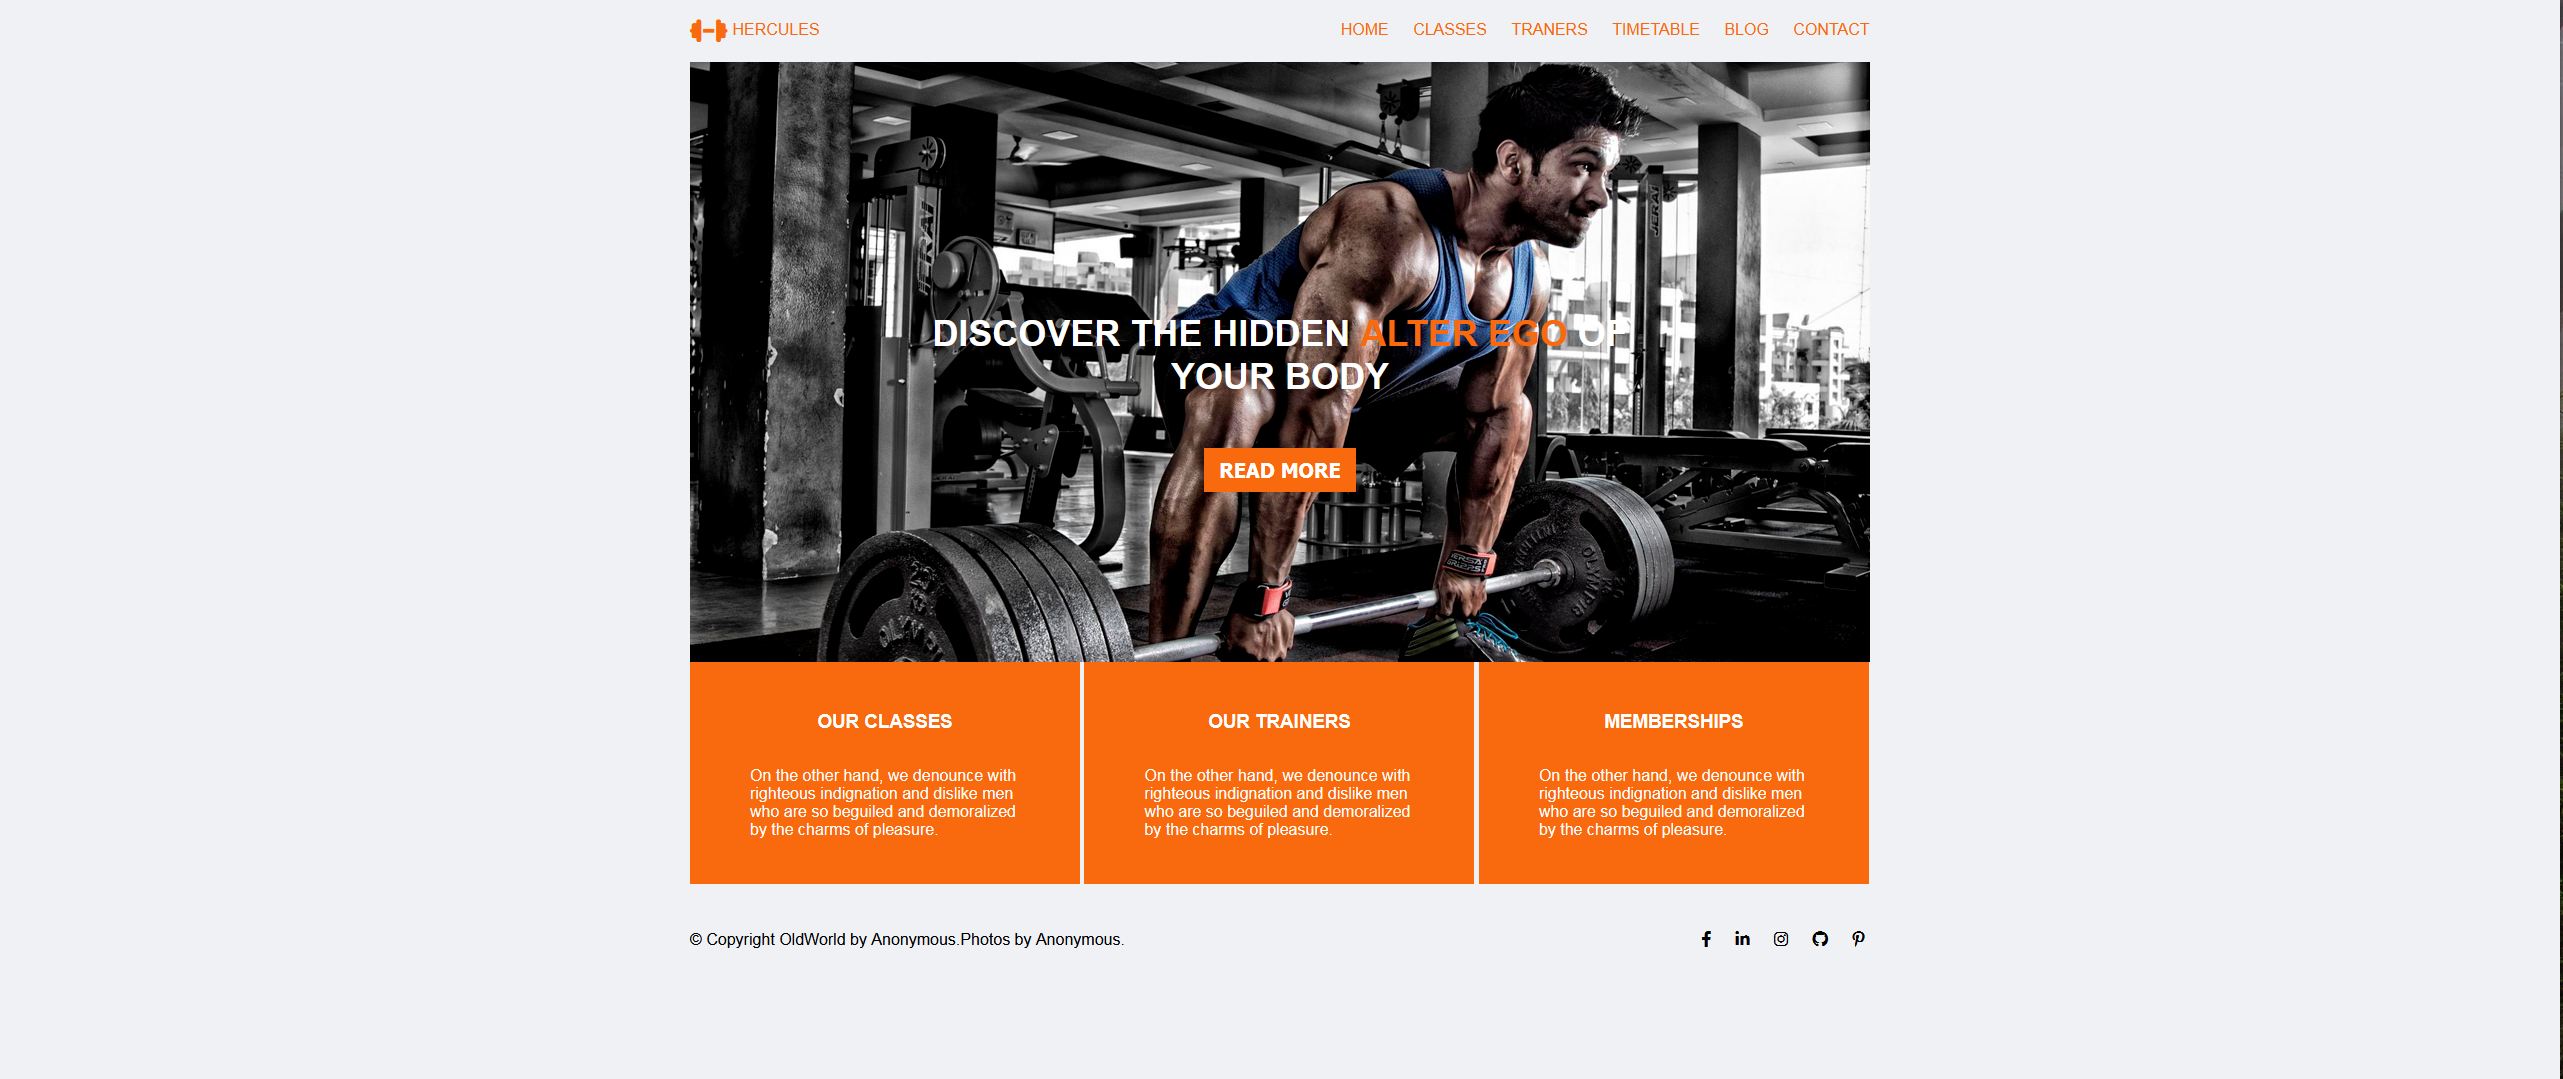 HERCULES
HOME CLASSES TRANERS TIMETABLE BLOG CONTACT
DISCOVER THE HIDDEN ALTER EGO OF
YOUR BODY
READ MORE
JERAI
JERAI
OUR CLASSES
On the other hand, we denounce with
righteous indignation and dislike men
who are so beguiled and demoralized
by the charms of pleasure.
OUR TRAINERS
On the other hand, we denounce with
righteous indignation and dislike men
who are so beguiled and demoralized
by the charms of pleasure.
MEMBERSHIPS
On the other hand, we denounce with
righteous indignation and dislike men
who are so beguiled and demoralized
by the charms of pleasure.
© Copyright OldWorld by Anonymous.Photos by Anonymous.